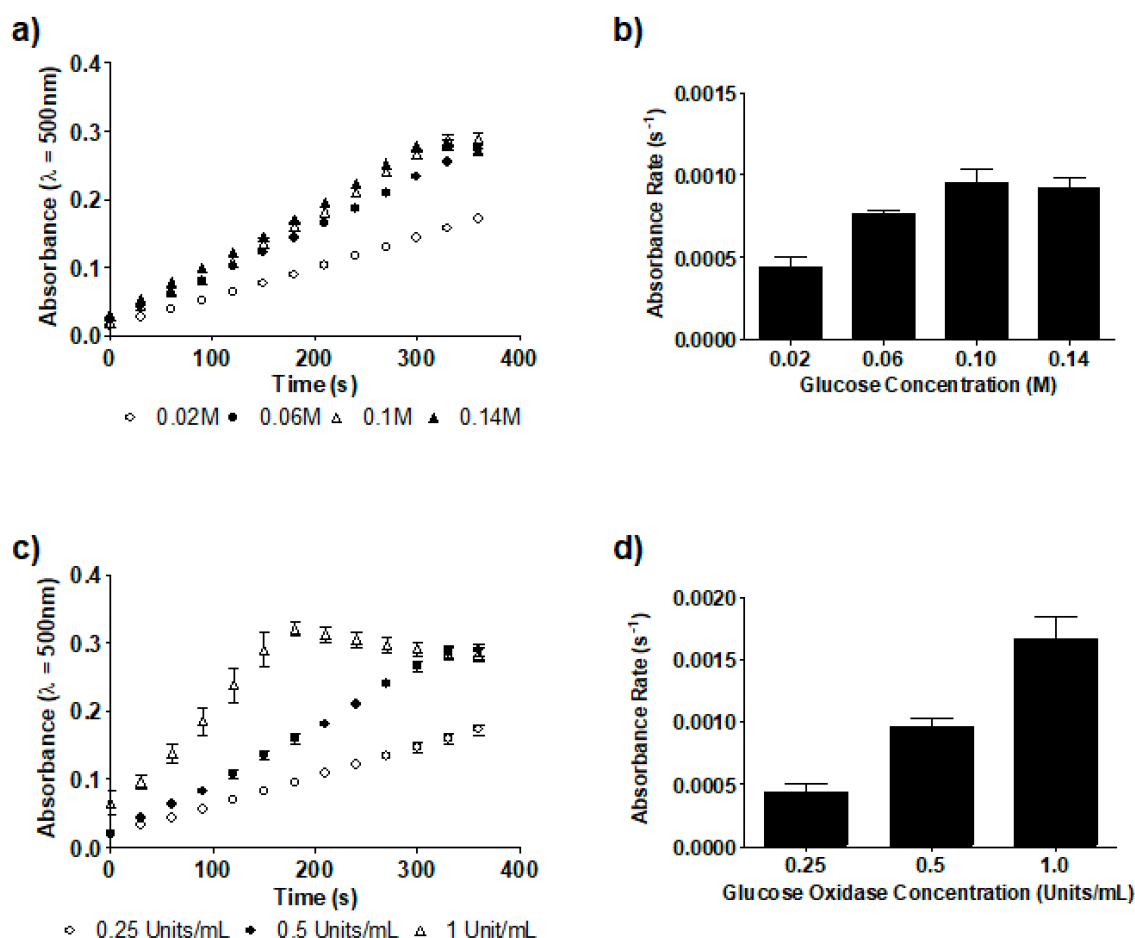 a)
Absorbance (λ = 500nm)
0.4
0.3
0.2
0.1
0.0
0 100 200 300 400
Time (s)
0.02M 0.06M 0.1M 0.14M
b)
Absorbance Rate (s⁻¹)
0.0015
0.0010
0.0005
0.0000
0.02 0.06 0.10 0.14
Glucose Concentration (M)
c)
Absorbance (λ = 500nm)
0.4
0.3
0.2
0.1
0.0
0 100 200 300 400
Time (s)
0.25 Units/mL 0.5 Units/mL 1 Unit/mL
d)
Absorbance Rate (s⁻¹)
0.0020
0.0015
0.0010
0.0005
0.0000
0.25 0.5 1.0
Glucose Oxidase Concentration (Units/mL)